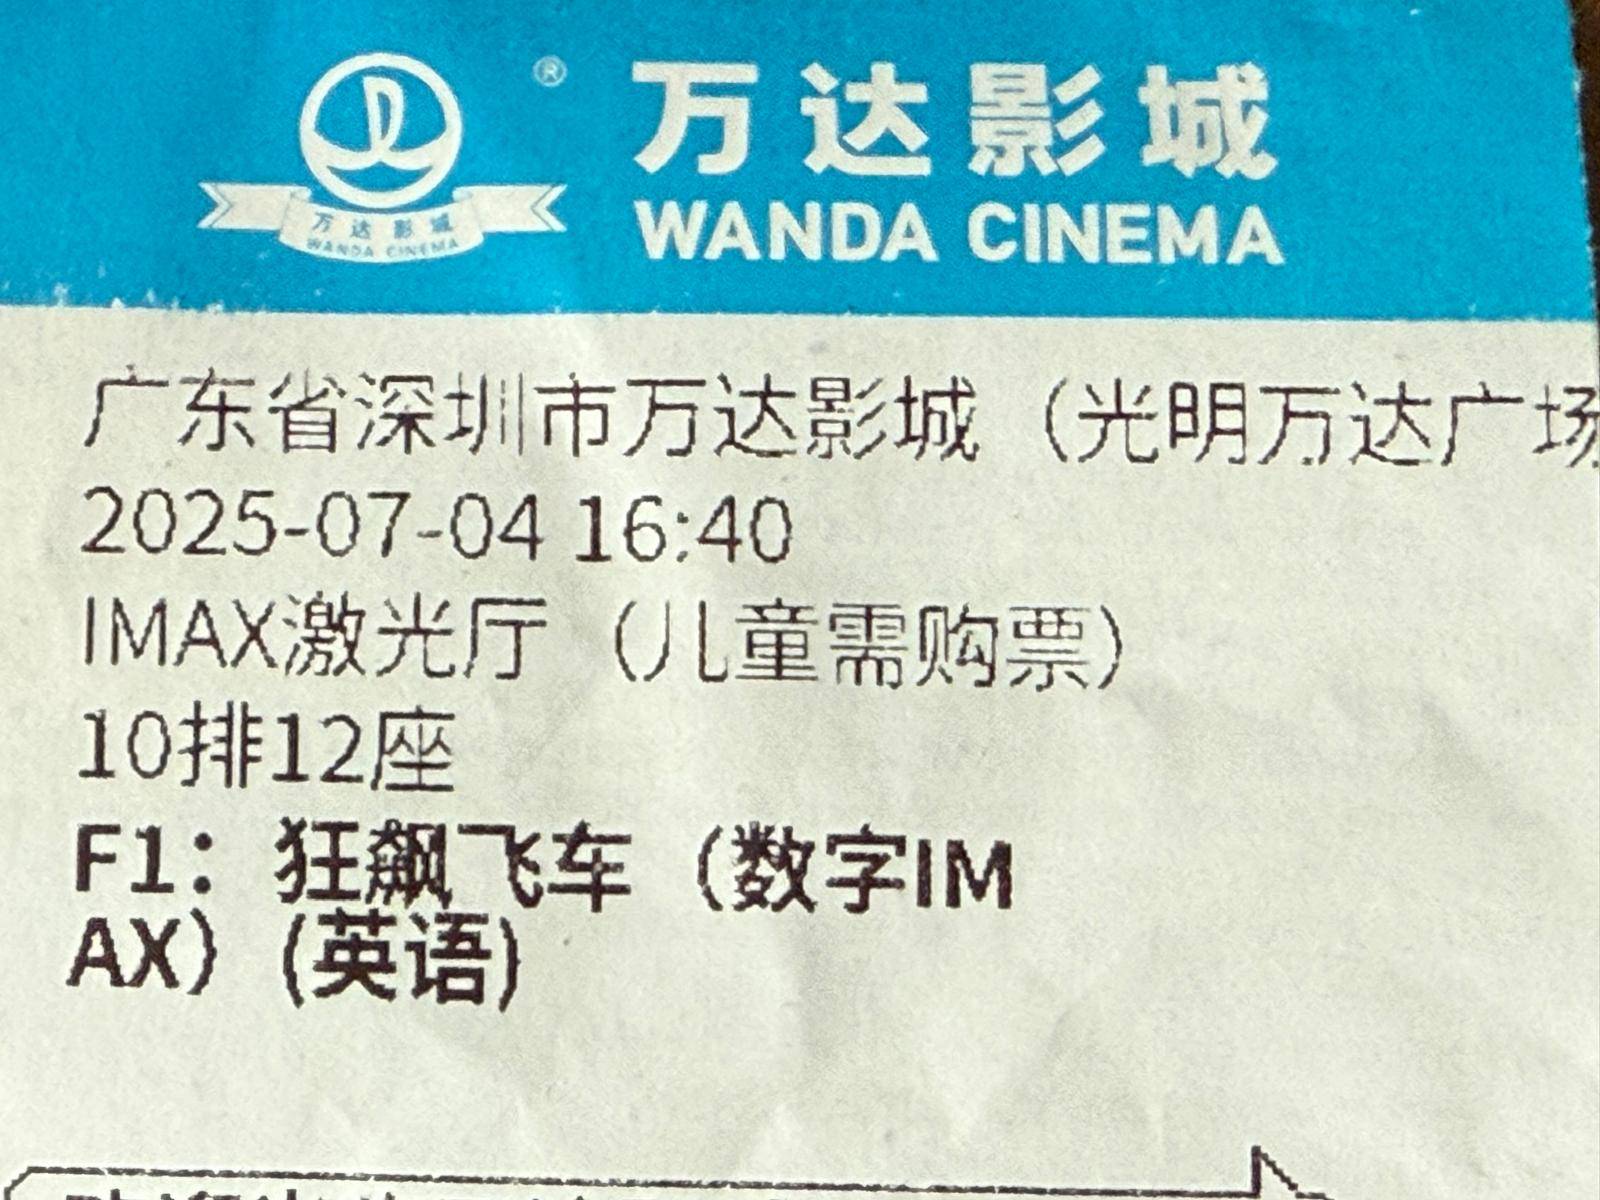 ® 万达影城
WANDA CINEMA
万达影城
WANDA CINEMA
广东省深圳市万达影城（光明万达广场
2025-07-04 16:40
IMAX激光厅（儿童需购票）
10排12座
F1：狂飙飞车（数字IM
AX）(英语)